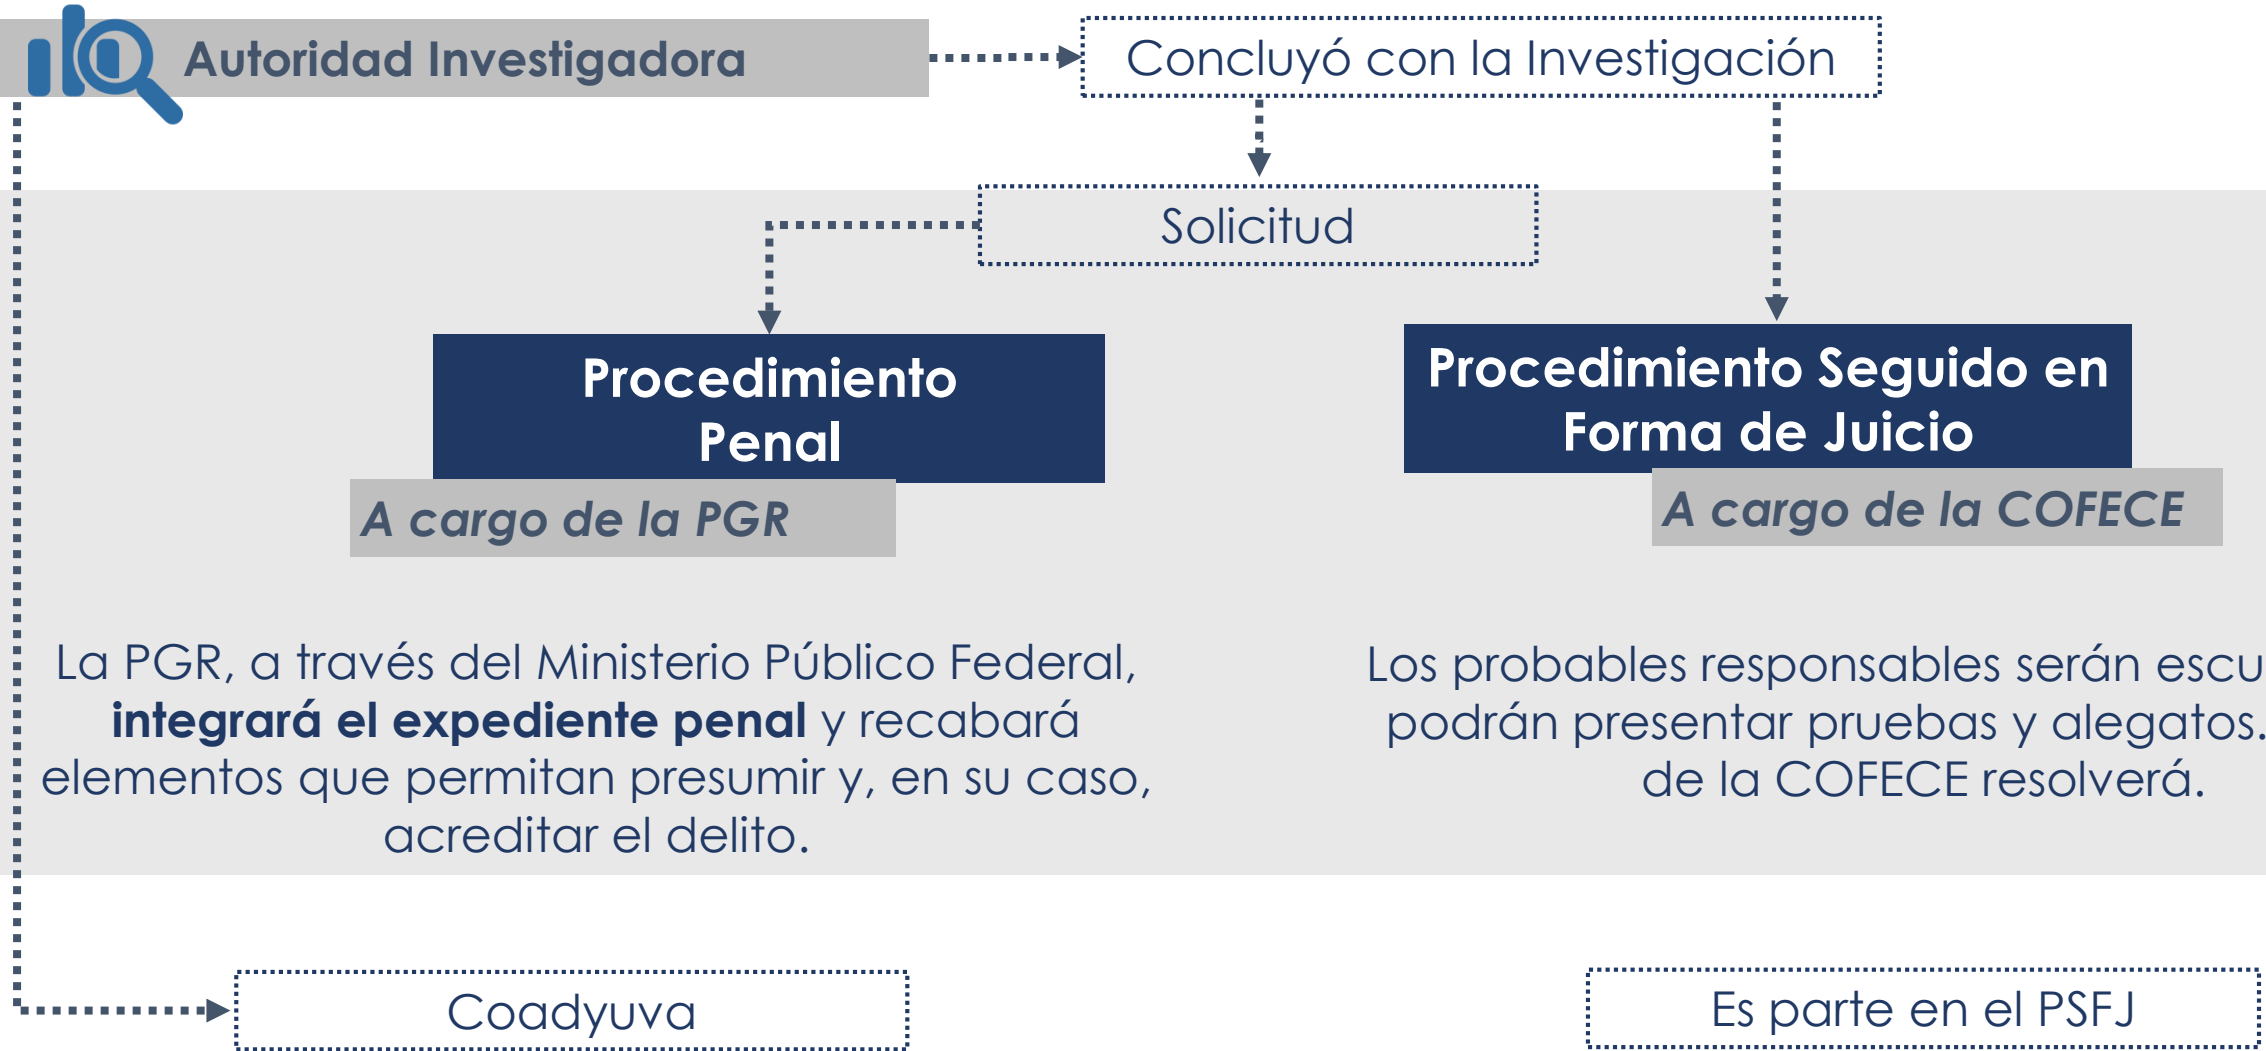 Autoridad Investigadora
Concluyó con la Investigación
Solicitud
Procedimiento
Penal
A cargo de la PGR
La PGR, a través del Ministerio Público Federal,
integrará el expediente penal y recabará
elementos que permitan presumir y, en su caso,
acreditar el delito.
Procedimiento Seguido en
Forma de Juicio
A cargo de la COFECE
Los probables responsables serán escu
podrán presentar pruebas y alegatos.
de la COFECE resolverá.
Coadyuva
Es parte en el PSFJ